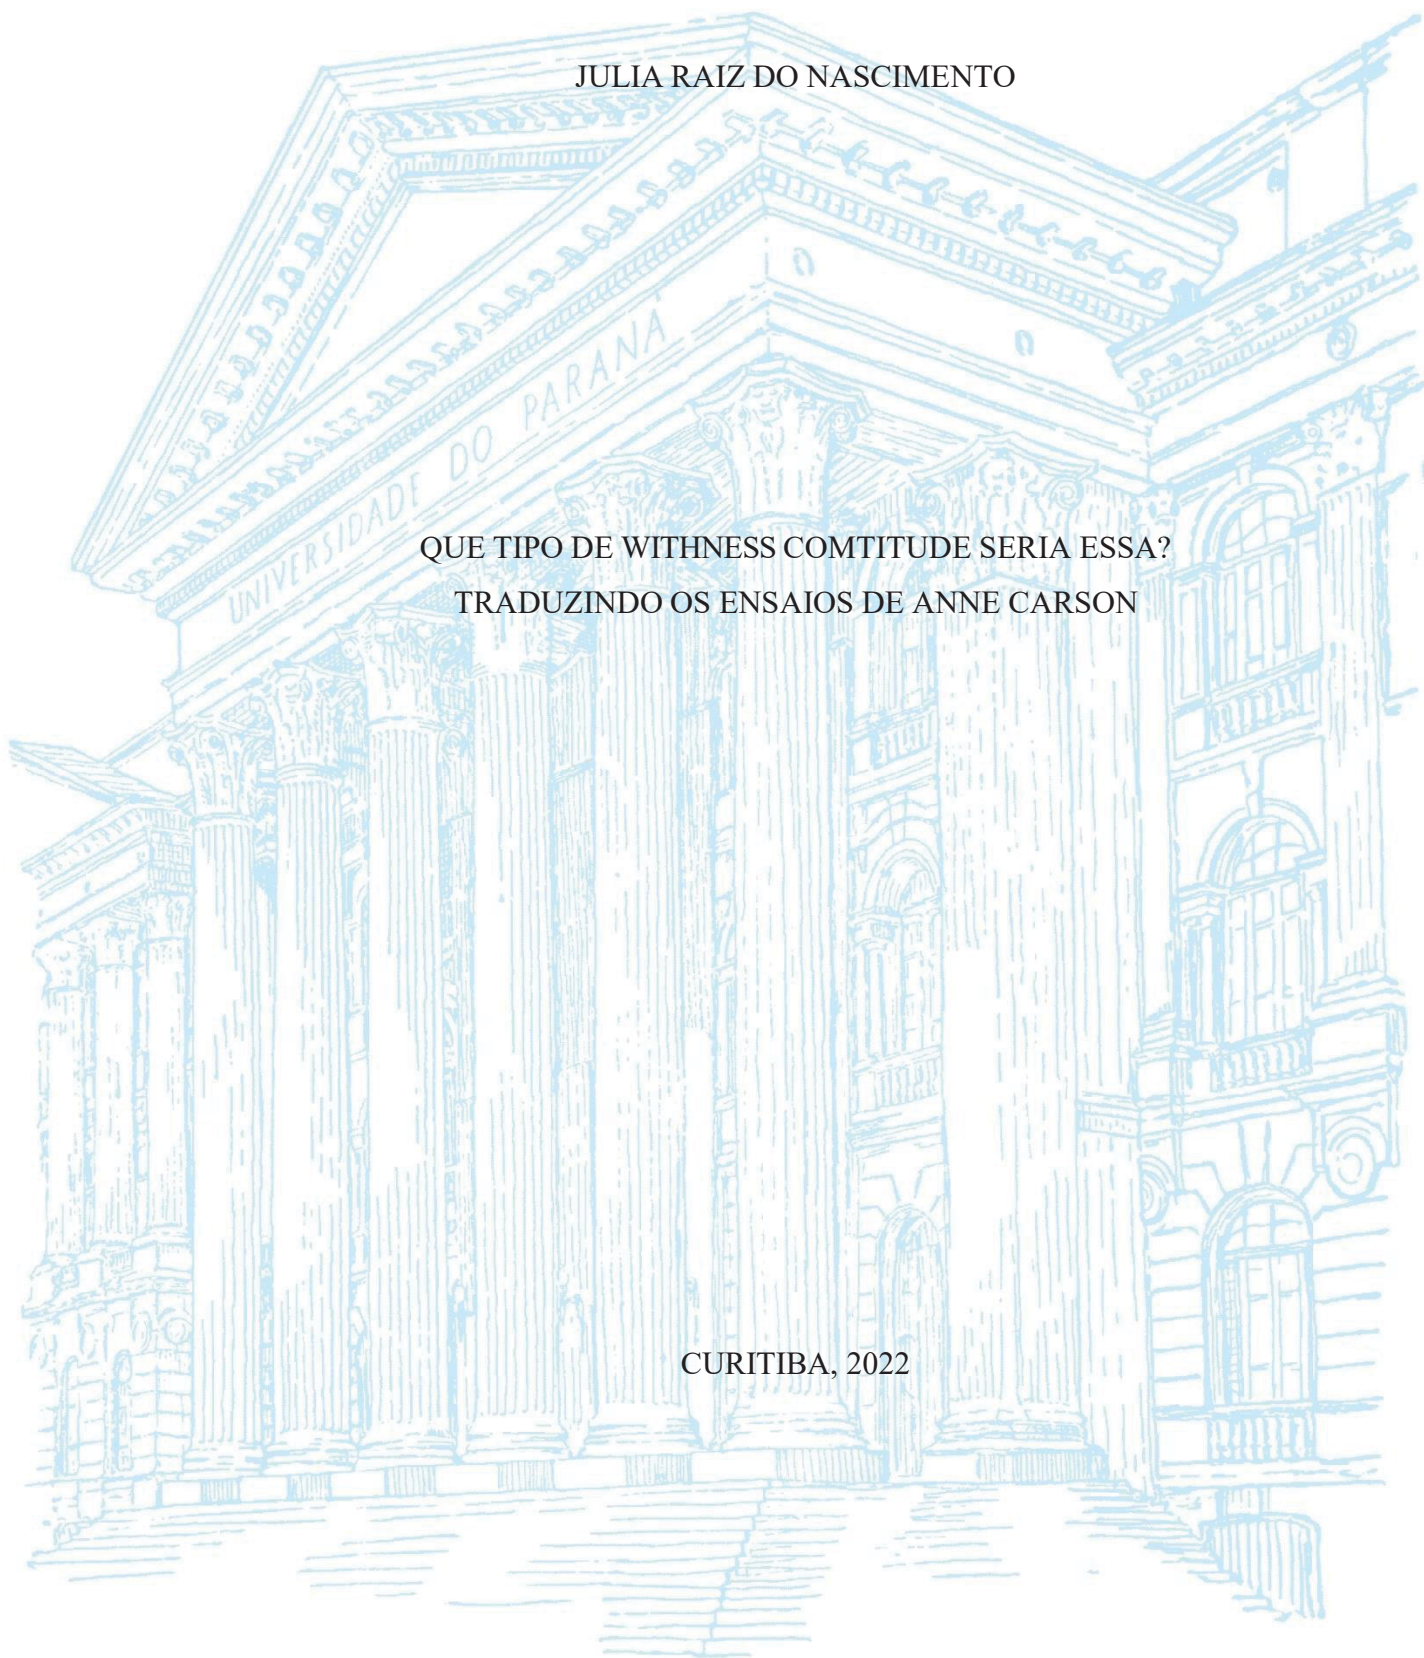 JULIA RAIZ DO NASCIMENTO
UNIVERSIDADE DO PARANÁ
QUE TIPO DE WITHNESS COMTITUDE SERIA ESSA?
TRADUZINDO OS ENSAIOS DE ANNE CARSON
CURITIBA, 2022